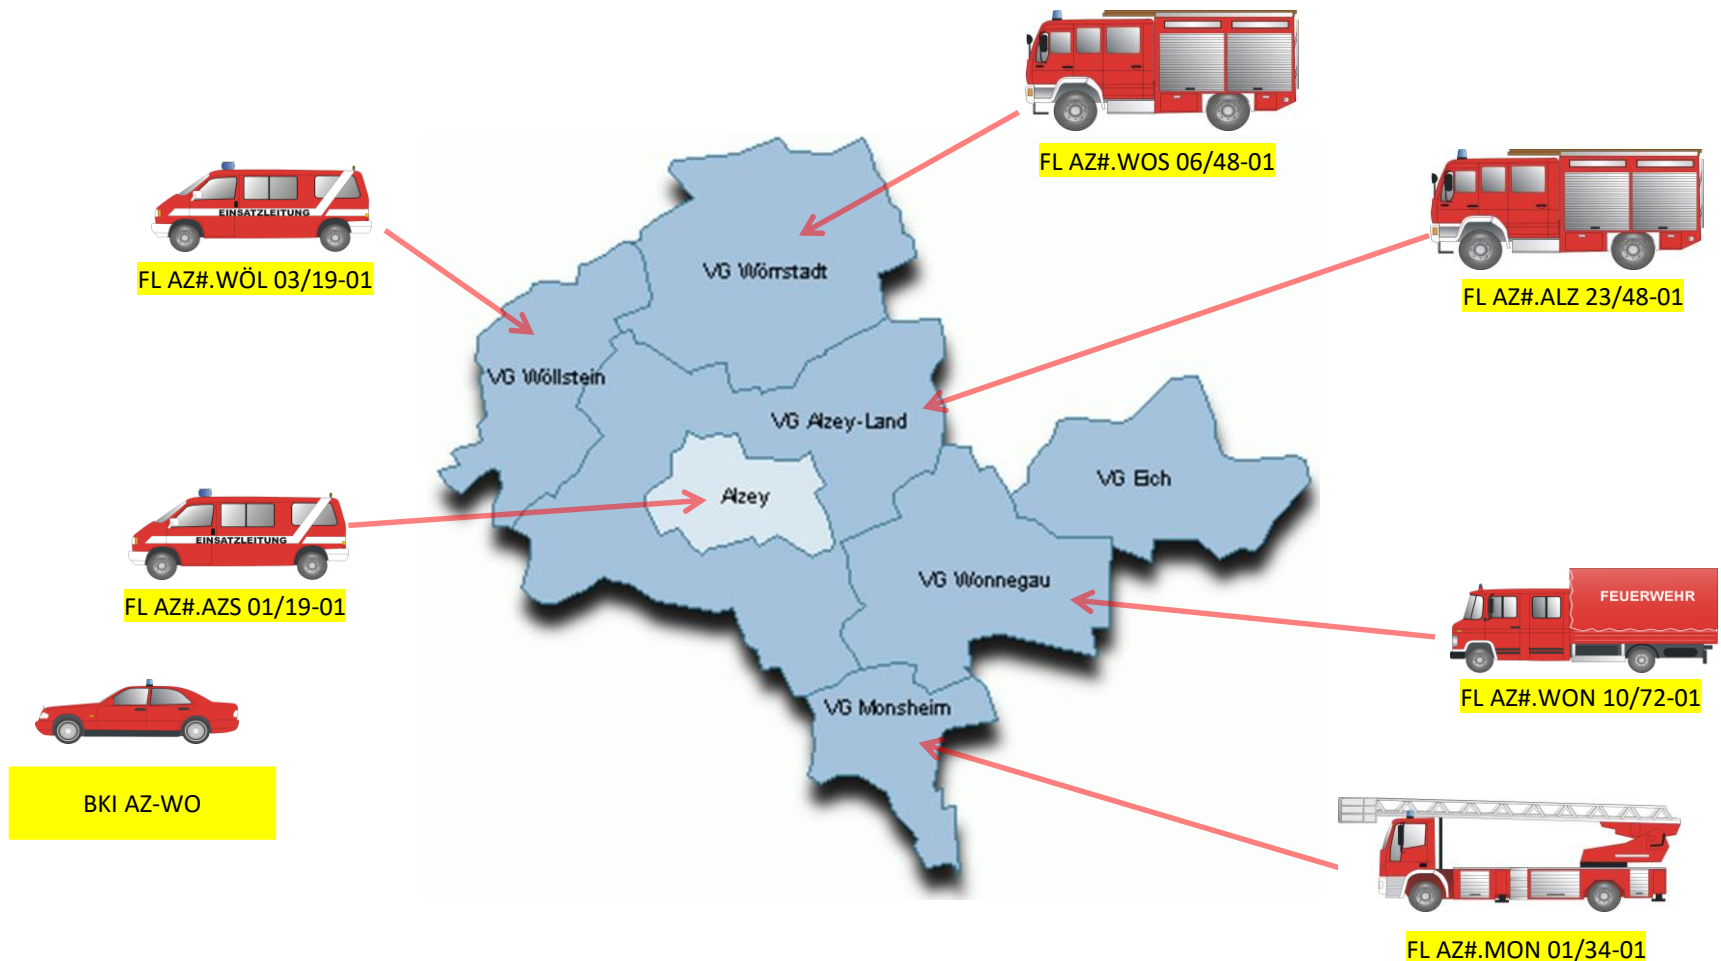 FL AZ#.WOS 06/48-01
EINSATZLEITUNG
FL AZ#.WÖL 03/19-01
FL AZ#.ALZ 23/48-01
VG Wörrstadt
VG Wöllstein
VG Alzey-Land
VG Eich
Alzey
EINSATZLEITUNG
FL AZ#.AZS 01/19-01
VG Wonnegau
FEUERWEHR
FL AZ#.WON 10/72-01
VG Monsheim
BKI AZ-WO
FL AZ#.MON 01/34-01